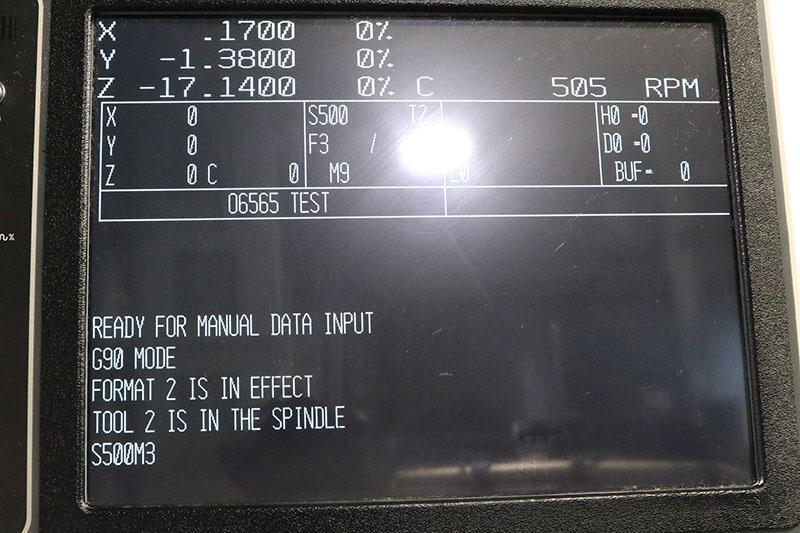 X .1700 0%
Y -1.3800 0%
Z -17.1400 0% C 505 RPM
X 0 S500 T2 H0 -0
Y 0 F3 / D0 -0
Z 0 C 0 M9 E0 BUF= 0
O6565 TEST
READY FOR MANUAL DATA INPUT
G90 MODE
FORMAT 2 IS IN EFFECT
TOOL 2 IS IN THE SPINDLE
S500M3